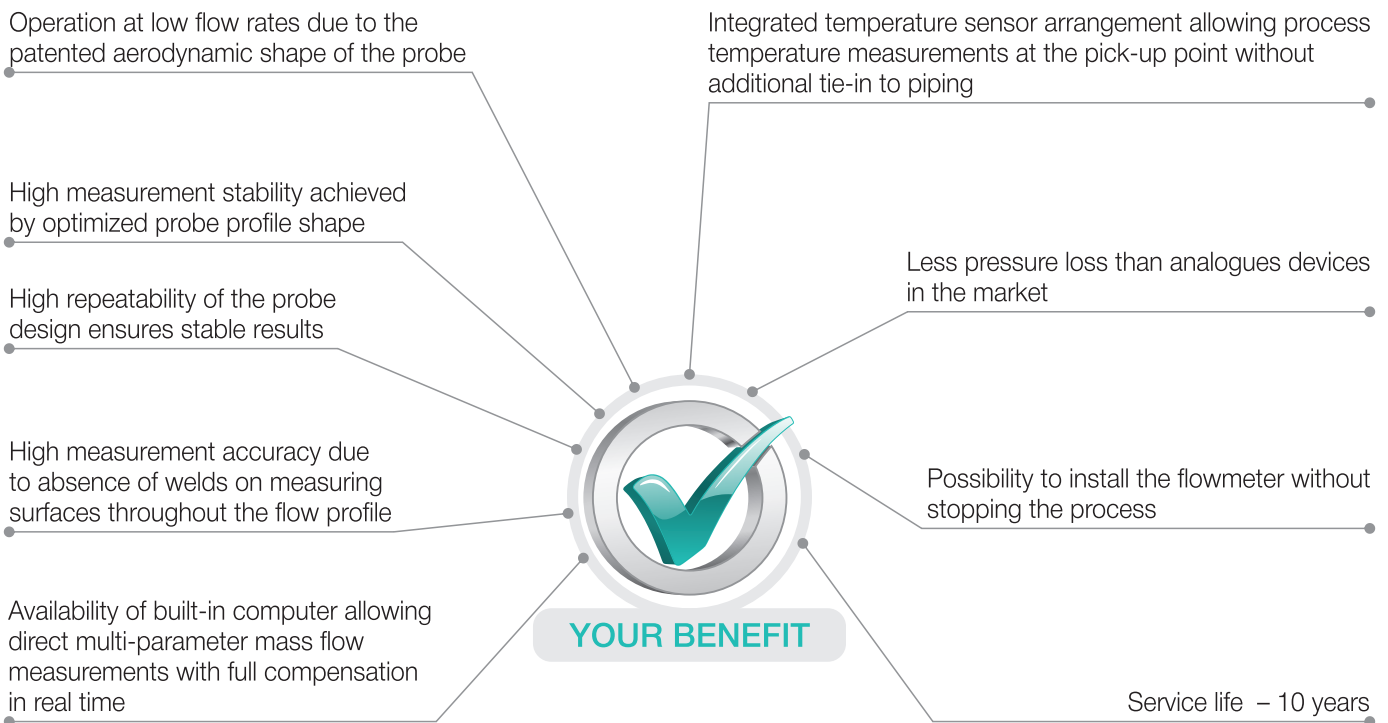 Operation at low flow rates due to the
patented aerodynamic shape of the probe
High measurement stability achieved
by optimized probe profile shape
High repeatability of the probe
design ensures stable results
High measurement accuracy due
to absence of welds on measuring
surfaces throughout the flow profile
Availability of built-in computer allowing
direct multi-parameter mass flow
measurements with full compensation
in real time
Integrated temperature sensor arrangement allowing process
temperature measurements at the pick-up point without
additional tie-in to piping
Less pressure loss than analogues devices
in the market
Possibility to install the flowmeter without
stopping the process
Service life – 10 years
YOUR BENEFIT